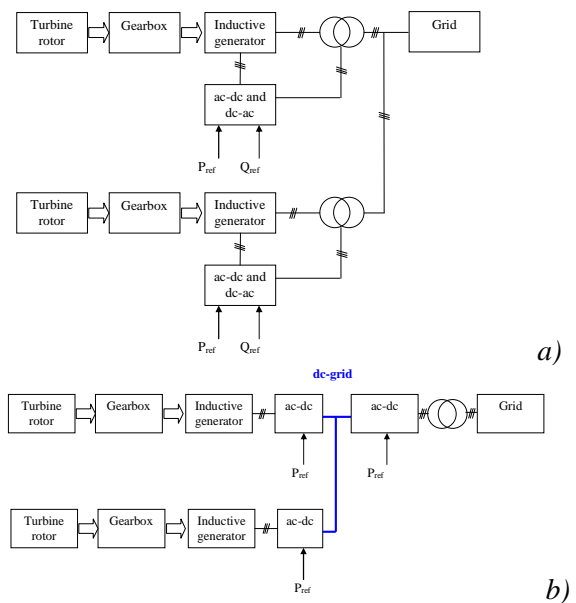 Turbine
rotor
Gearbox
Inductive
generator
Grid
ac-dc and
dc-ac
Pref
Qref
Turbine
rotor
Gearbox
Inductive
generator
ac-dc and
dc-ac
Pref
Qref
a)
dc-grid
Turbine
rotor
Gearbox
Inductive
generator
ac-dc
ac-dc
Grid
Pref
Pref
Turbine
rotor
Gearbox
Inductive
generator
ac-dc
Pref
b)